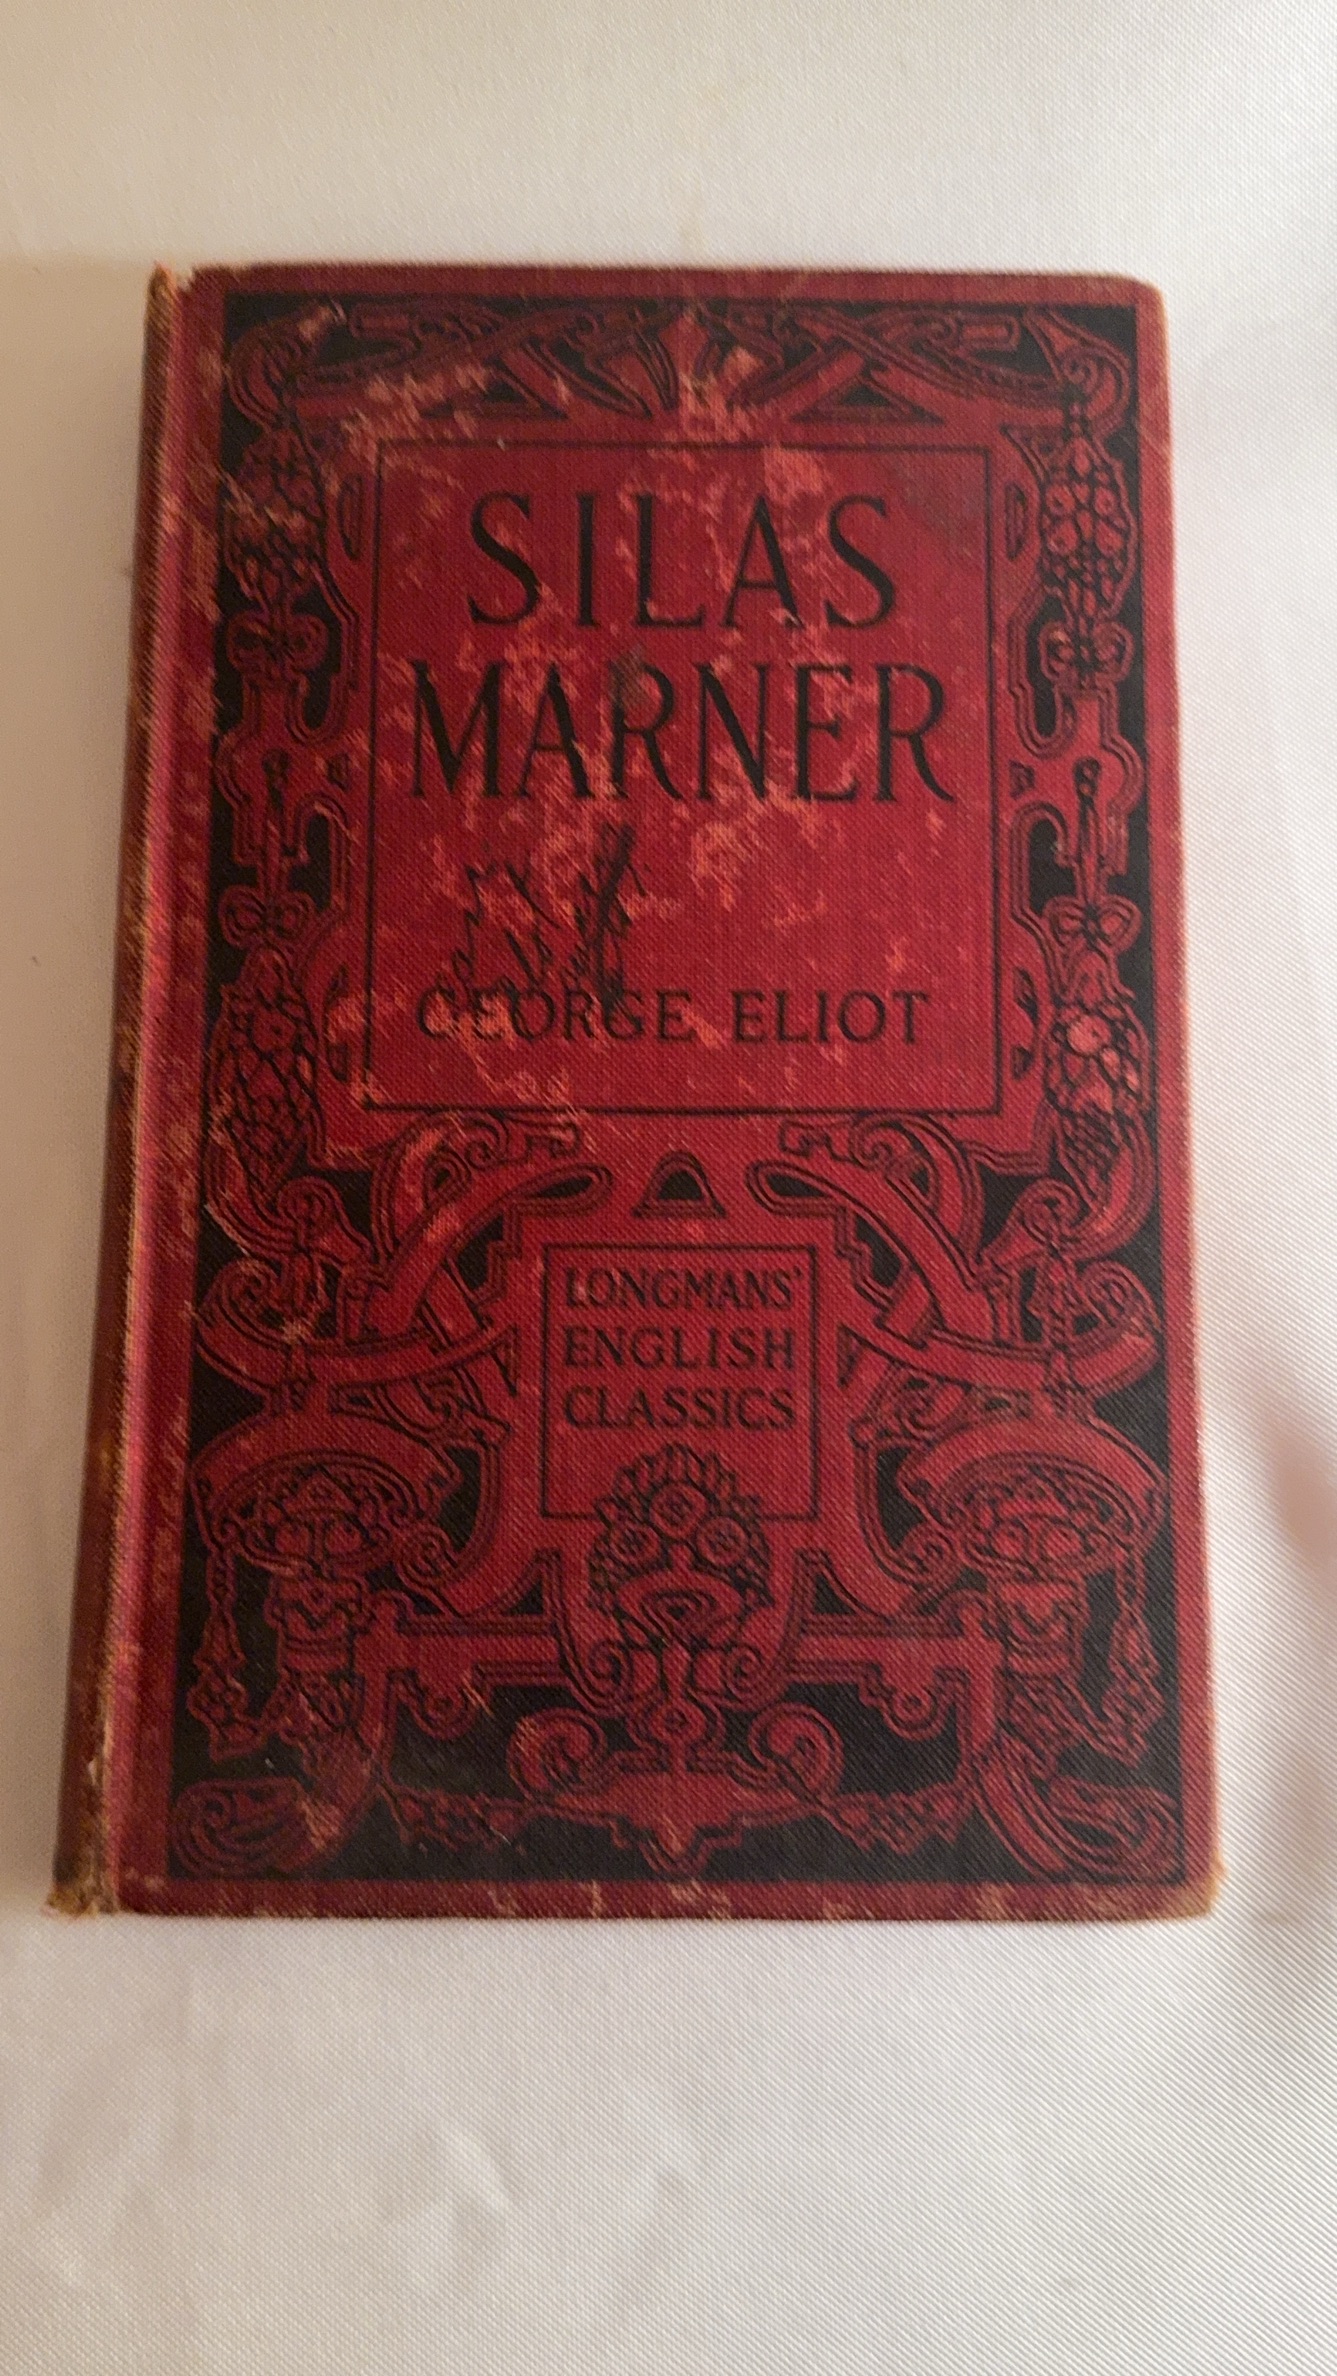 SILAS
MARNER
GEORGE ELIOT
LONGMANS'
ENGLISH
CLASSICS